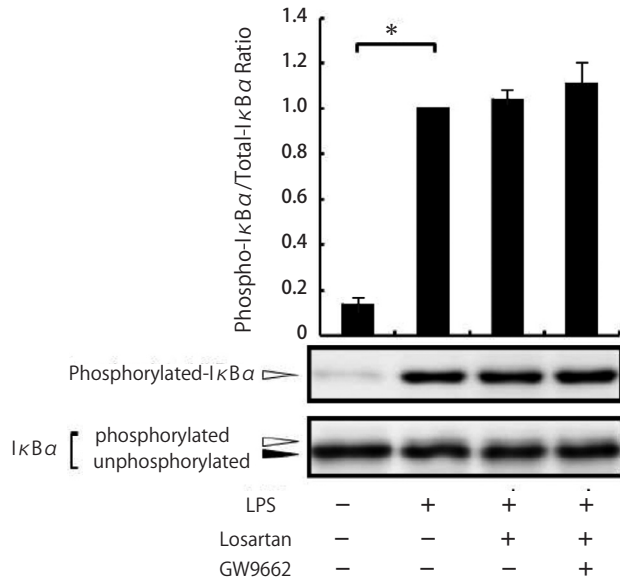 Phospho-IκBα/Total-IκBα Ratio
1.4
1.2
1.0
0.8
0.6
0.4
0.2
0
*
Phosphorylated-IκBα
IκBα
phosphorylated
unphosphorylated
LPS − + + +
Losartan − − + +
GW9662 − − − +